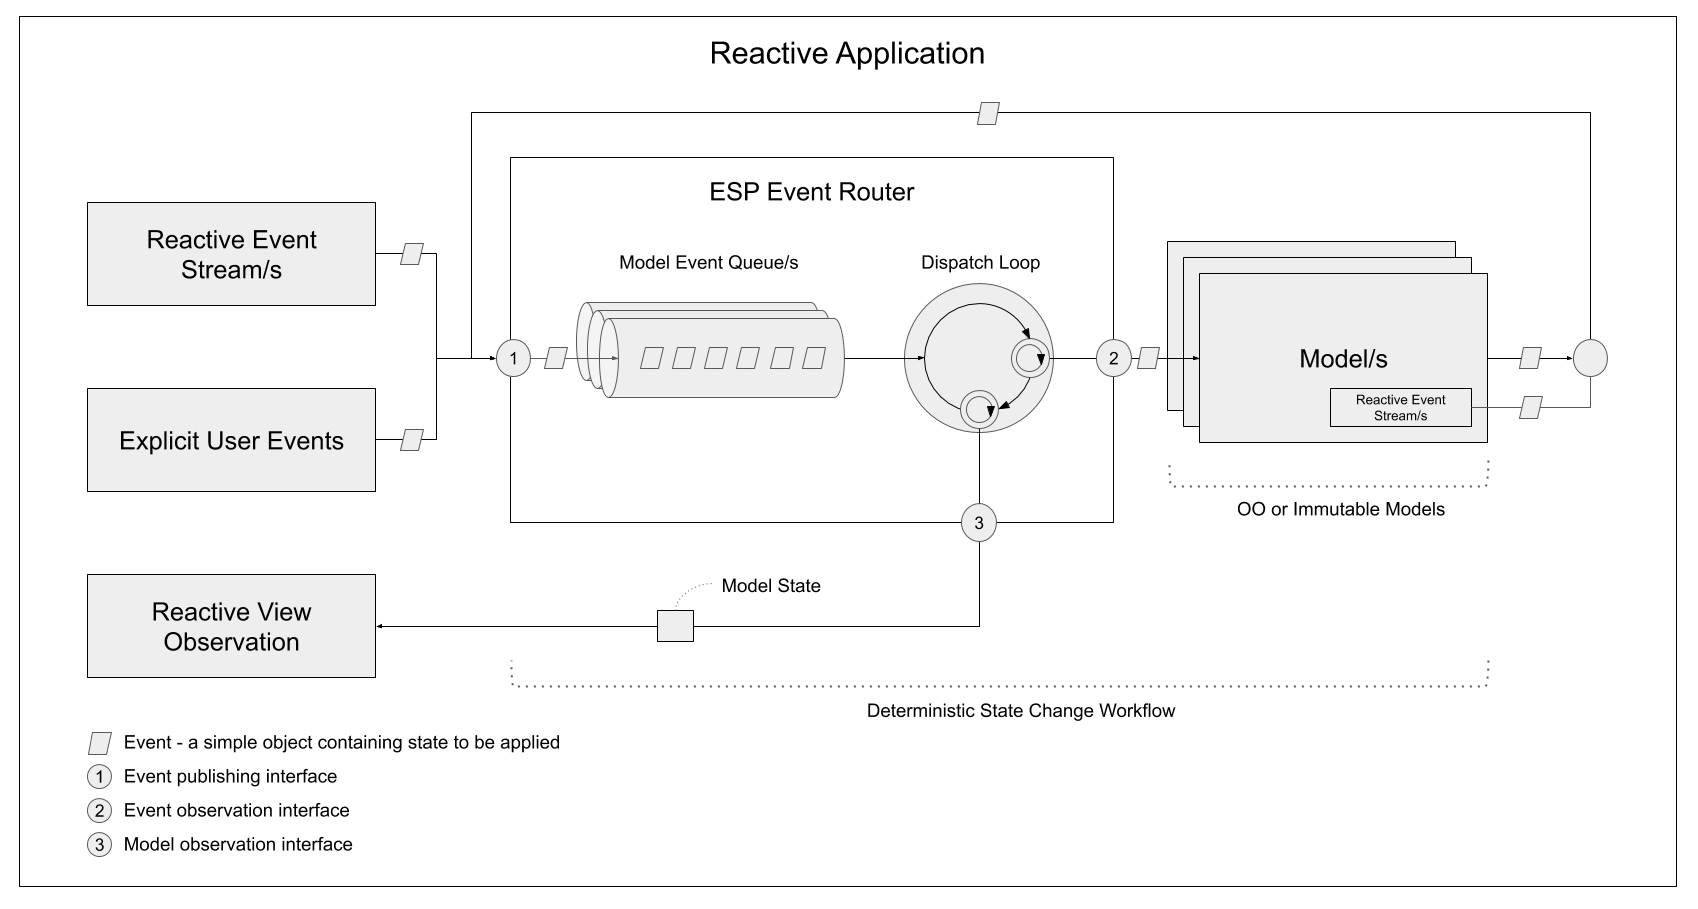 Reactive Application
ESP Event Router
Reactive Event
Stream/s
Model Event Queue/s
Dispatch Loop
1
2
Model/s
Reactive Event
Stream/s
Explicit User Events
OO or Immutable Models
3
Model State
Reactive View
Observation
Deterministic State Change Workflow
Event - a simple object containing state to be applied
1 Event publishing interface
2 Event observation interface
3 Model observation interface